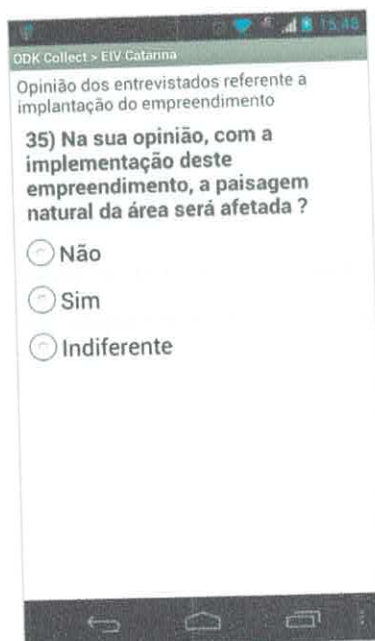 15:48
ODK Collect > EIV Catarina
Opinião dos entrevistados referente a
implantação do empreendimento
35) Na sua opinião, com a
implementação deste
empreendimento, a paisagem
natural da área será afetada ?
Não
Sim
Indiferente